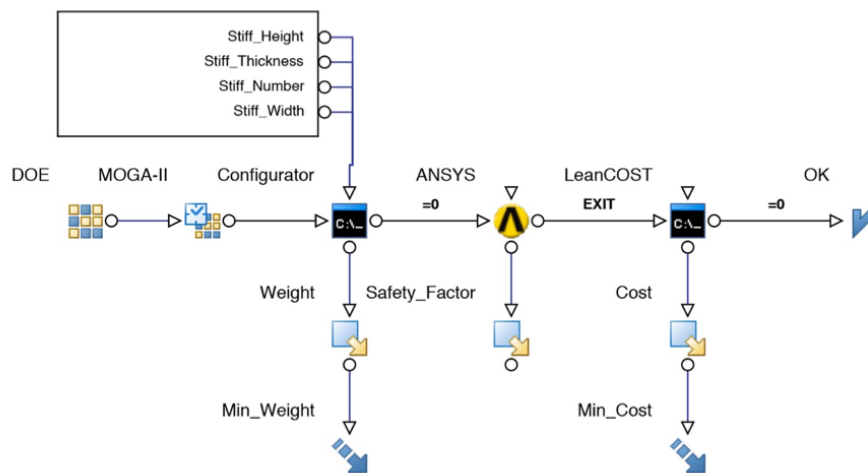 Stiff_Height
Stiff_Thickness
Stiff_Number
Stiff_Width
DOE MOGA-II Configurator ANSYS LeanCOST OK
=0 EXIT =0
C:\_ C:\_
Weight Safety_Factor Cost
Min_Weight Min_Cost